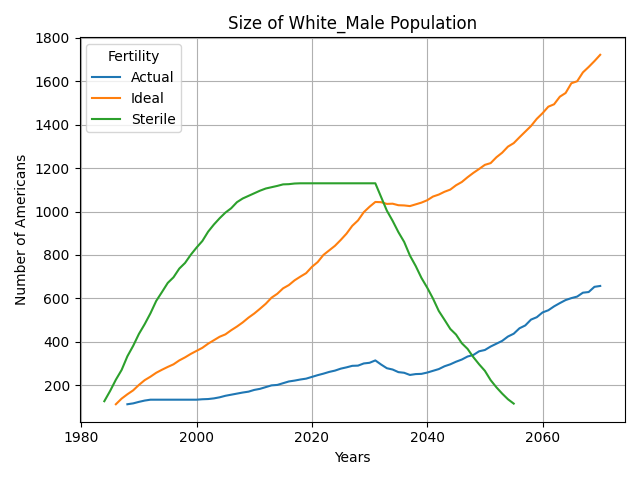 Size of White_Male Population
Number of Americans
1800
1600
1400
1200
1000
800
600
400
200
Fertility
Actual
Ideal
Sterile
1980
2000
2020
2040
2060
Years